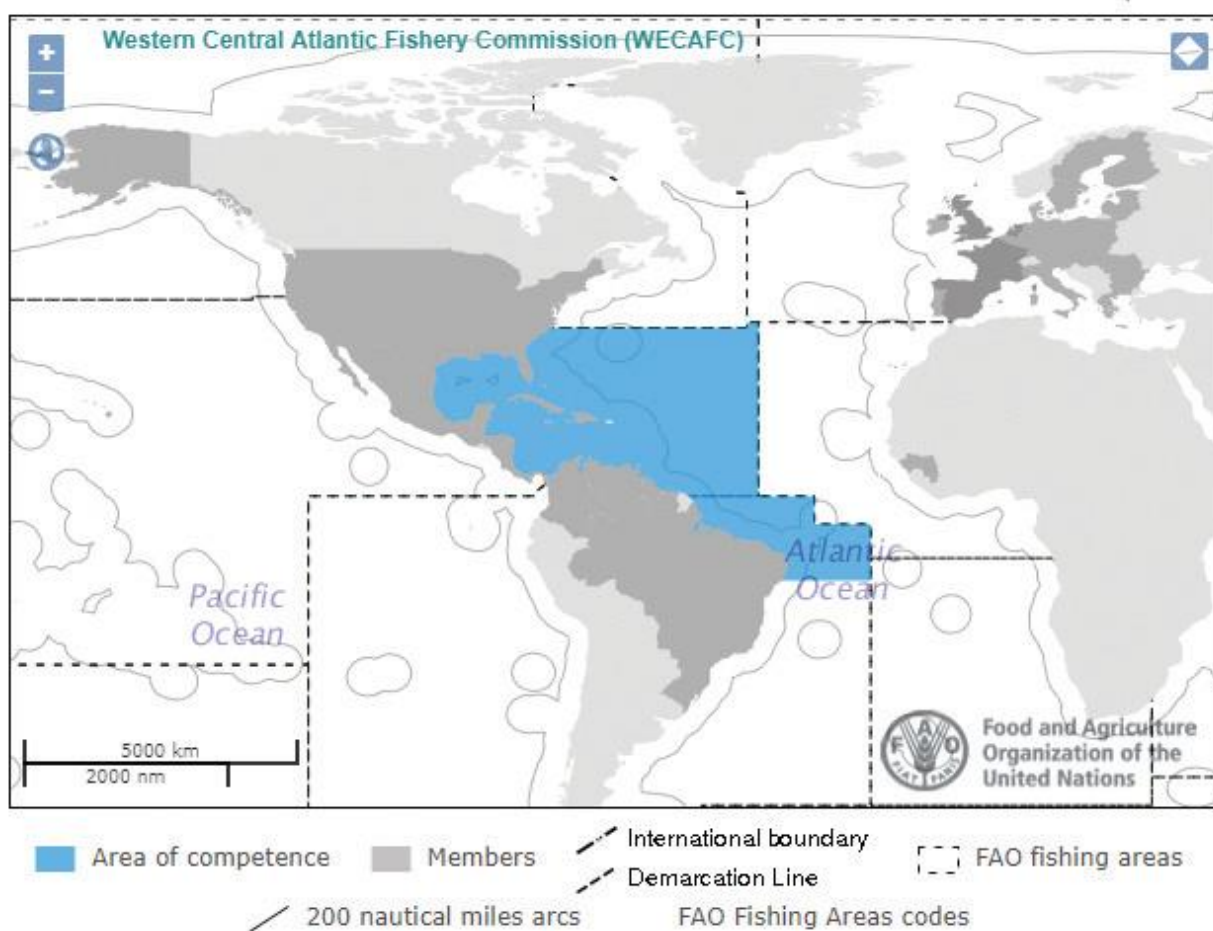 Western Central Atlantic Fishery Commission (WECAFC)
+
−
Atlantic
Ocean
Pacific
Ocean
5000 km
2000 nm
FAO
FIAT PANIS
Food and Agriculture
Organization of the
United Nations
Area of competence
Members
International boundary
Demarcation Line
FAO fishing areas
200 nautical miles arcs
FAO Fishing Areas codes